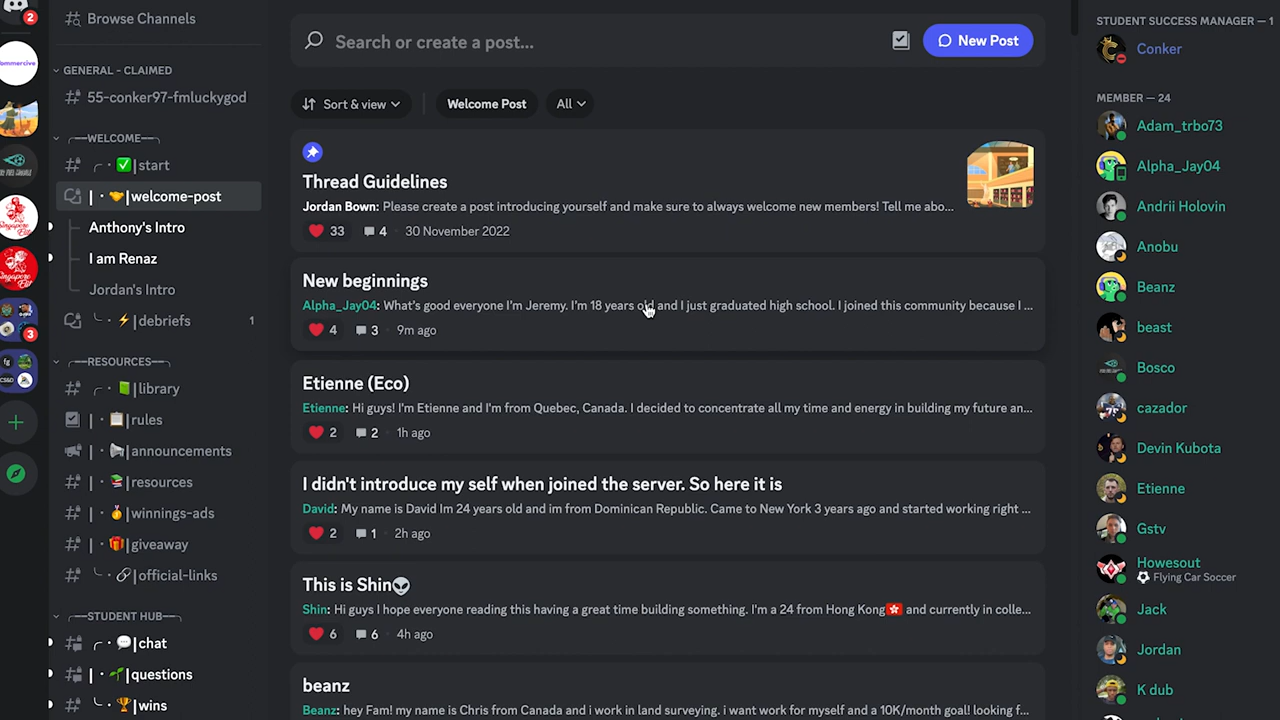 2
ommercive
3
fg
CS&D
Browse Channels
GENERAL - CLAIMED
55-conker97-fmluckygod
WELCOME
start
welcome-post
Anthony's Intro
I am Renaz
Jordan's Intro
debriefs
1
RESOURCES
library
rules
announcements
resources
winnings-ads
giveaway
official-links
STUDENT HUB
chat
questions
wins
Search or create a post...
New Post
Sort & view
Welcome Post
All
Thread Guidelines
Jordan Bown: Please create a post introducing yourself and make sure to always welcome new members! Tell me abo...
33 4 30 November 2022
New beginnings
Alpha_Jay04: What's good everyone I'm Jeremy. I'm 18 years old and I just graduated high school. I joined this community because I ...
4 3 • 9m ago
Etienne (Eco)
Etienne: Hi guys! I'm Etienne and I'm from Quebec, Canada. I decided to concentrate all my time and energy in building my future an...
2 2 • 1h ago
I didn't introduce my self when joined the server. So here it is
David: My name is David Im 24 years old and im from Dominican Republic. Came to New York 3 years ago and started working right ...
2 1 • 2h ago
This is Shin👽
Shin: Hi guys I hope everyone reading this having a great time building something. I'm a 24 from Hong Kong🇭🇰 and currently in colle...
6 6 • 4h ago
beanz
Beanz: hey Fam! my name is Chris from Canada and i work in land surveying. i want work for myself and a 10K/month goal! looking f...
STUDENT SUCCESS MANAGER — 1
Conker
MEMBER — 24
Adam_trbo73
Alpha_Jay04
Andrii Holovin
Anobu
Beanz
beast
Bosco
cazador
Devin Kubota
Etienne
Gstv
Howesout
Flying Car Soccer
Jack
Jordan
K dub